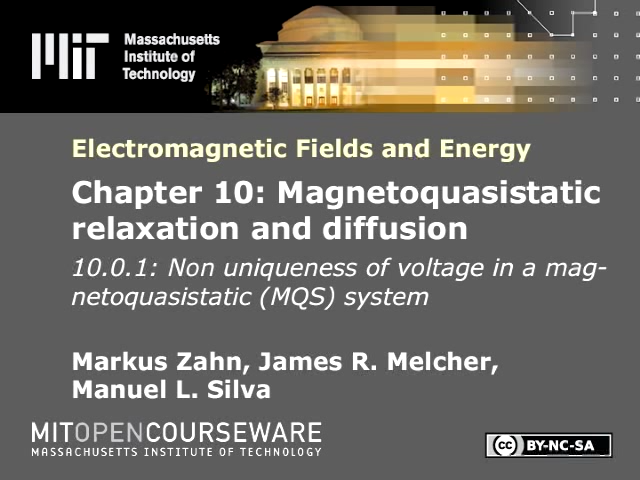 Massachusetts
Institute of
Technology
Electromagnetic Fields and Energy
Chapter 10: Magnetoquasistatic
relaxation and diffusion
10.0.1: Non uniqueness of voltage in a mag-
netoquasistatic (MQS) system
Markus Zahn, James R. Melcher,
Manuel L. Silva
MITOPENCOURSEWARE
MASSACHUSETTS INSTITUTE OF TECHNOLOGY
cc BY-NC-SA